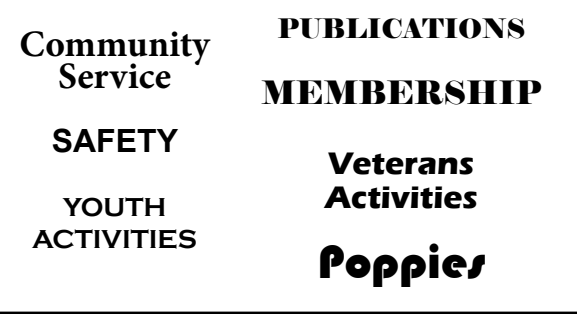 Community
Service
SAFETY
YOUTH
ACTIVITIES
PUBLICATIONS
MEMBERSHIP
Veterans
Activities
Poppies